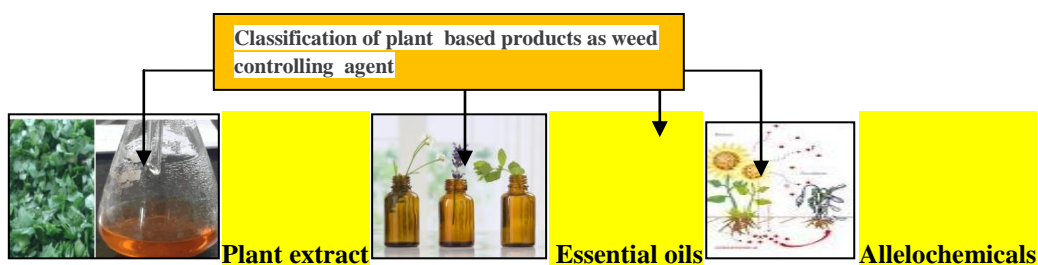 Classification of plant based products as weed
controlling agent
Plant extract
Essential oils
Allelochemicals